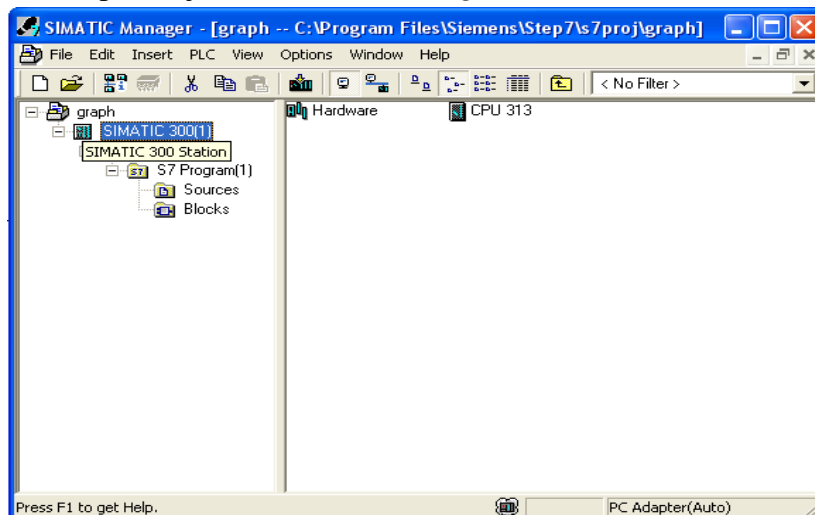 SIMATIC Manager - [graph -- C:\Program Files\Siemens\Step7\s7proj\graph]
File Edit Insert PLC View Options Window Help
< No Filter >
graph
SIMATIC 300(1)
SIMATIC 300 Station
S7 Program(1)
Sources
Blocks
Hardware CPU 313
Press F1 to get Help. PC Adapter(Auto)